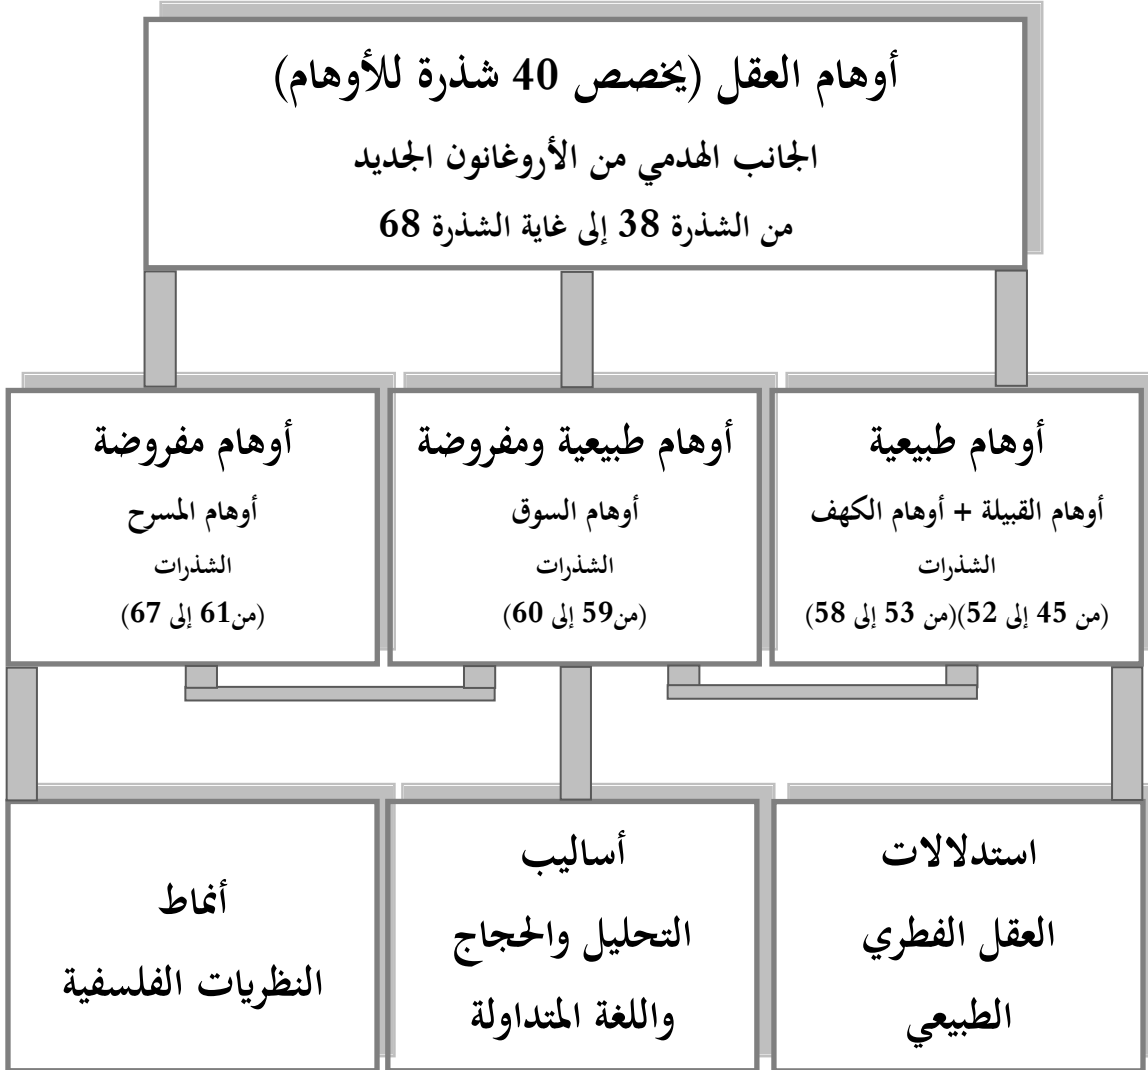 أوهام العقل (يخصص 40 شذرة للأوهام)
الجانب الهدمي من الأروغانون الجديد
من الشذرة 38 إلى غاية الشذرة 68
أوهام طبيعية
أوهام القبيلة + أوهام الكهف
الشذرات
(من 45 إلى 52)(من 53 إلى 58)
أوهام طبيعية ومفروضة
أوهام السوق
الشذرات
(من59 إلى 60)
أوهام مفروضة
أوهام المسرح
الشذرات
(من61 إلى 67)
استدلالات
العقل الفطري
الطبيعي
أساليب
التحليل والحجاج
واللغة المتداولة
أنماط
النظريات الفلسفية